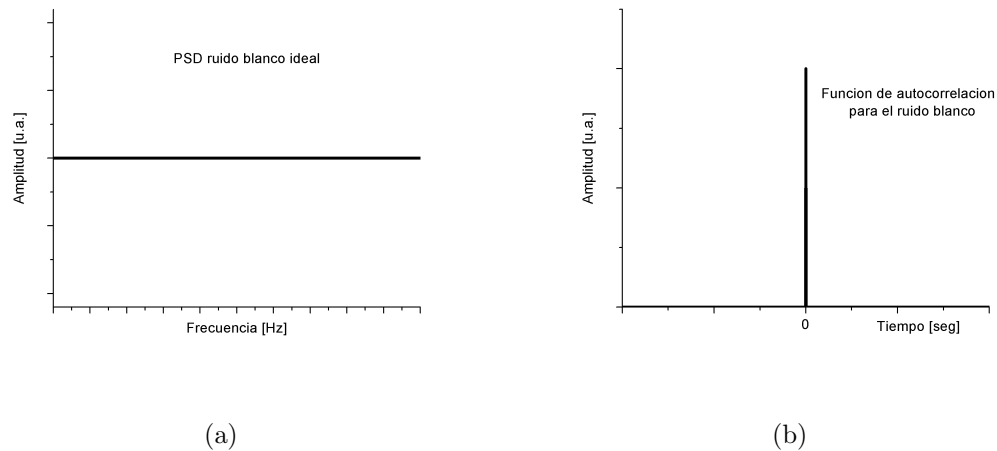 PSD ruido blanco ideal
Amplitud [u.a.]
Frecuencia [Hz]
(a)
Funcion de autocorrelacion
para el ruido blanco
Amplitud [u.a.]
0
Tiempo [seg]
(b)